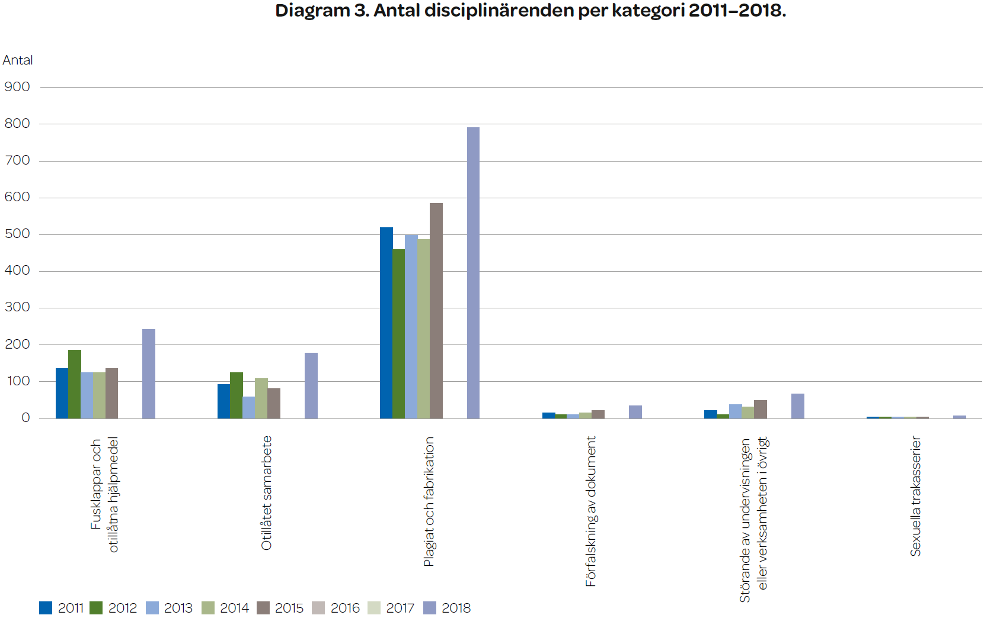 Diagram 3. Antal disciplinärenden per kategori 2011–2018.
Antal
900
800
700
600
500
400
300
200
100
0
Fusklappar och
otillåtna hjälpmedel
Otillåtet samarbete
Plagiat och fabrikation
Förfalskning av dokument
Störande av undervisningen
eller verksamheten i övrigt
Sexuella trakasserier
2011 2012 2013 2014 2015 2016 2017 2018